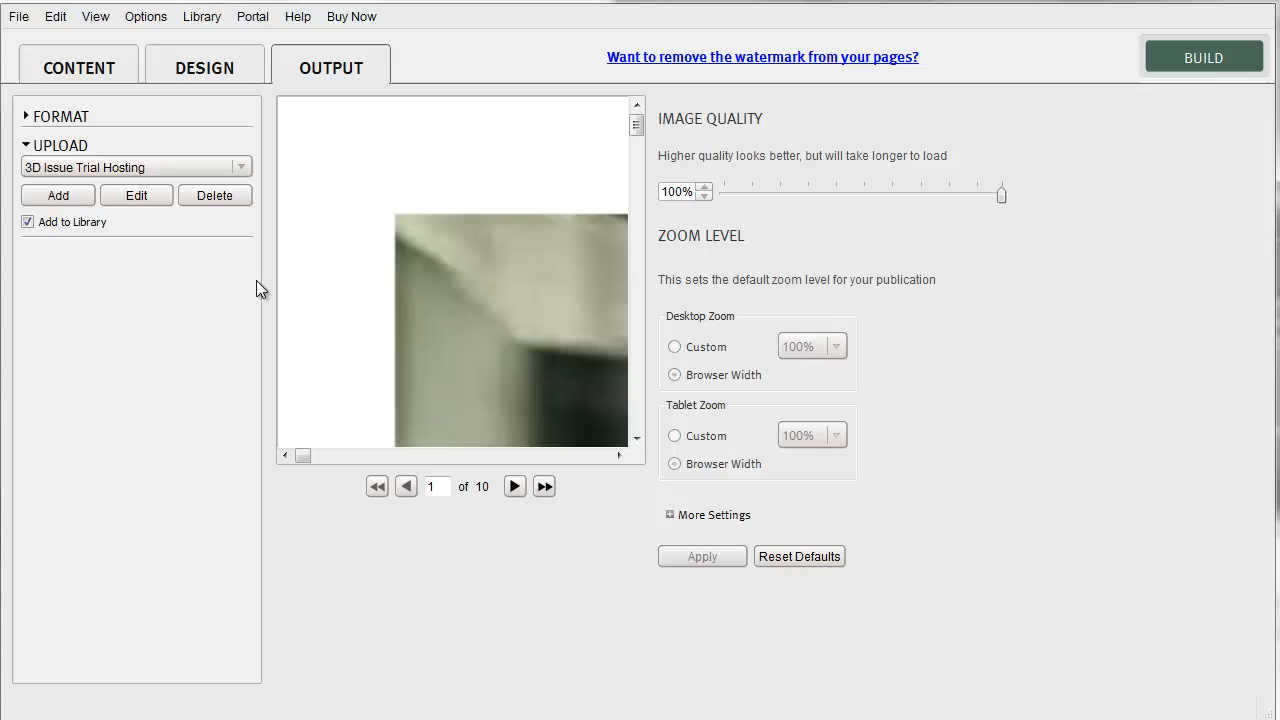 File Edit View Options Library Portal Help Buy Now
CONTENT DESIGN OUTPUT Want to remove the watermark from your pages? BUILD
FORMAT
UPLOAD
3D Issue Trial Hosting
Add Edit Delete
Add to Library
IMAGE QUALITY
Higher quality looks better, but will take longer to load
100%
ZOOM LEVEL
This sets the default zoom level for your publication
Desktop Zoom
Custom 100%
Browser Width
Tablet Zoom
Custom 100%
Browser Width
1 of 10
More Settings
Apply Reset Defaults